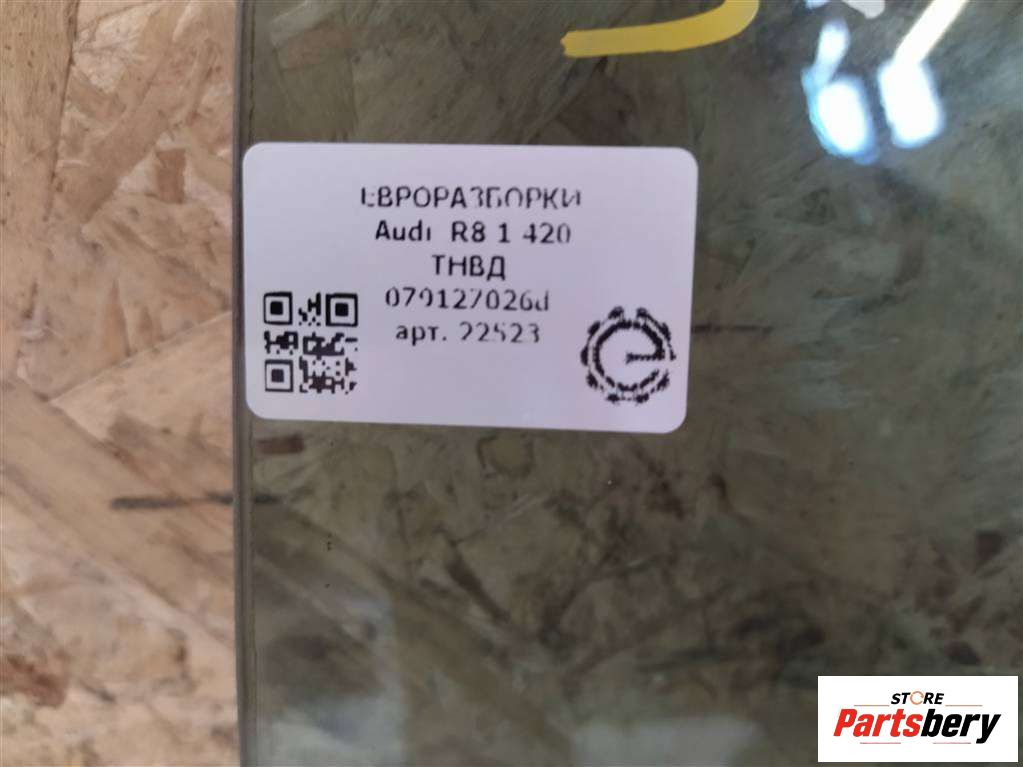 ЕВРОРАЗБОРКИ
Audi R8 1 420
ТНВД
079127026d
арт. 22523
STORE
Partsbery